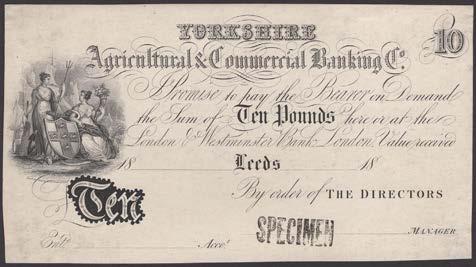 YORKSHIRE
10
Agricultural & Commercial Banking Co.
I Promise to pay the Bearer on Demand
the Sum of Ten Pounds here or at the
London & Westminster Bank London. Value received
18 Leeds 18
By order of THE DIRECTORS
Ten
SPECIMEN
Entd. Acct. MANAGER